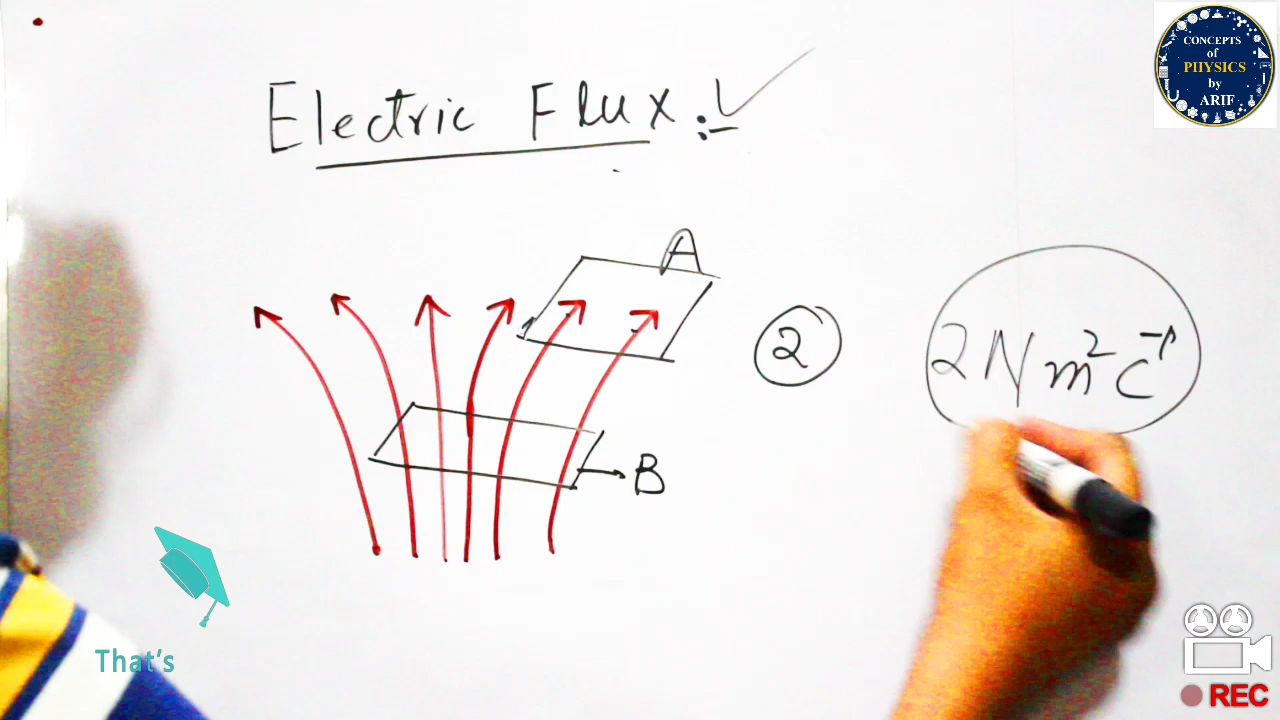 CONCEPTS
of
PHYSICS
by
ARIF
Electric Flux :-
A
2
2 N m² C⁻¹
B
That's
REC